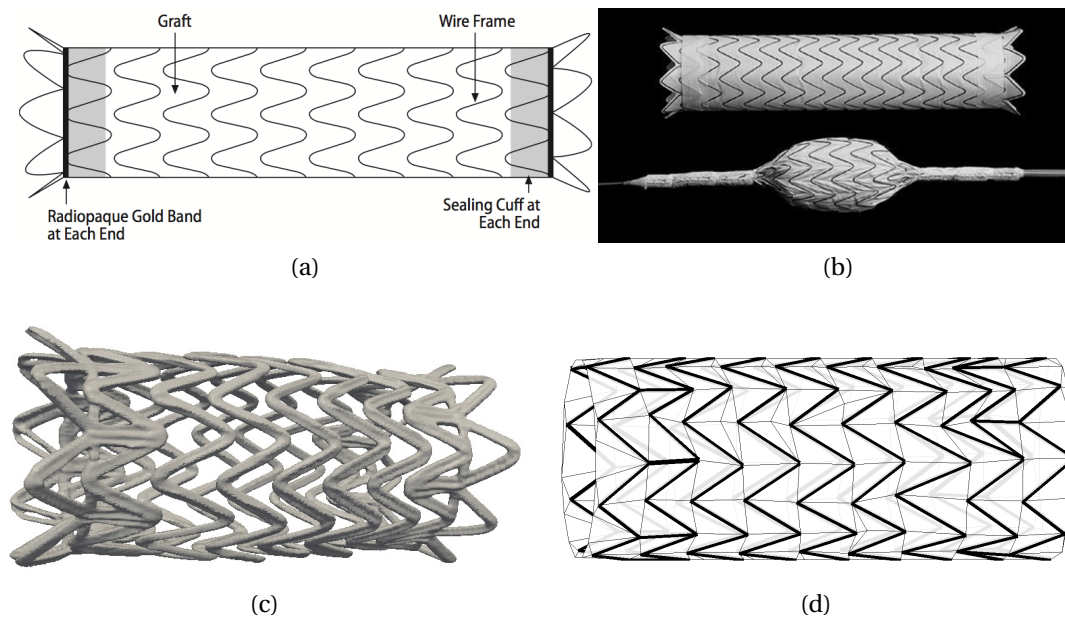 Graft
Wire Frame
Radiopaque Gold Band
at Each End
Sealing Cuff at
Each End
(a)
(b)
(c)
(d)